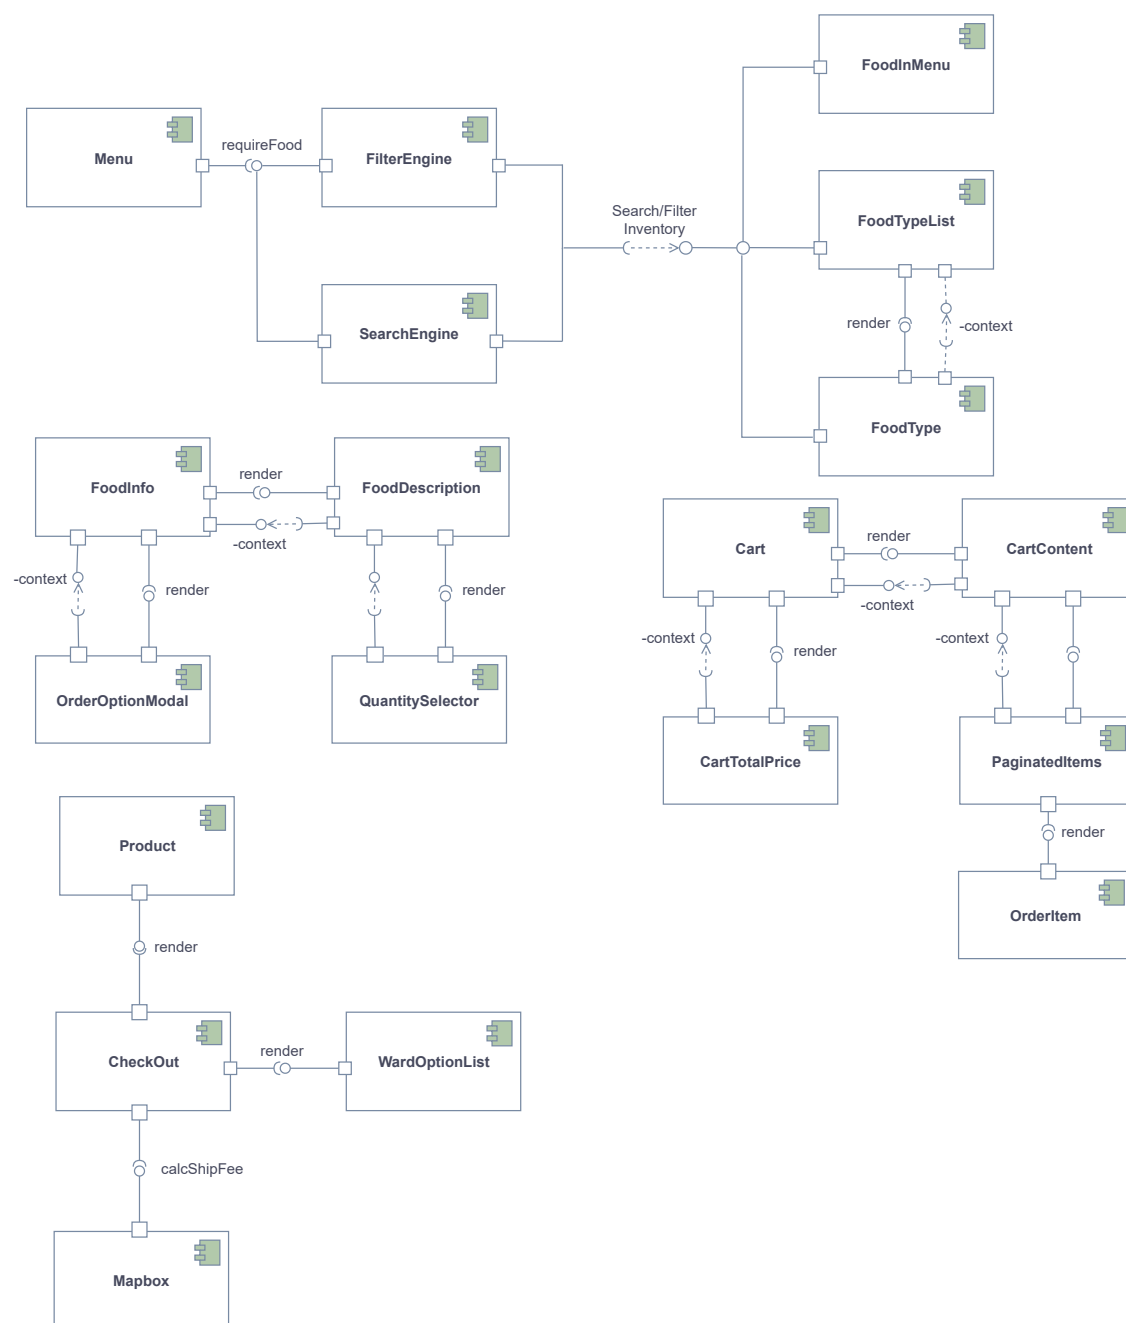 FoodInMenu
Menu
requireFood
FilterEngine
Search/Filter
Inventory
FoodTypeList
SearchEngine
render
-context
FoodType
FoodInfo
render
FoodDescription
-context
-context
render
render
OrderOptionModal
QuantitySelector
Cart
render
CartContent
-context
-context
render
-context
CartTotalPrice
PaginatedItems
render
OrderItem
Product
render
CheckOut
render
WardOptionList
calcShipFee
Mapbox